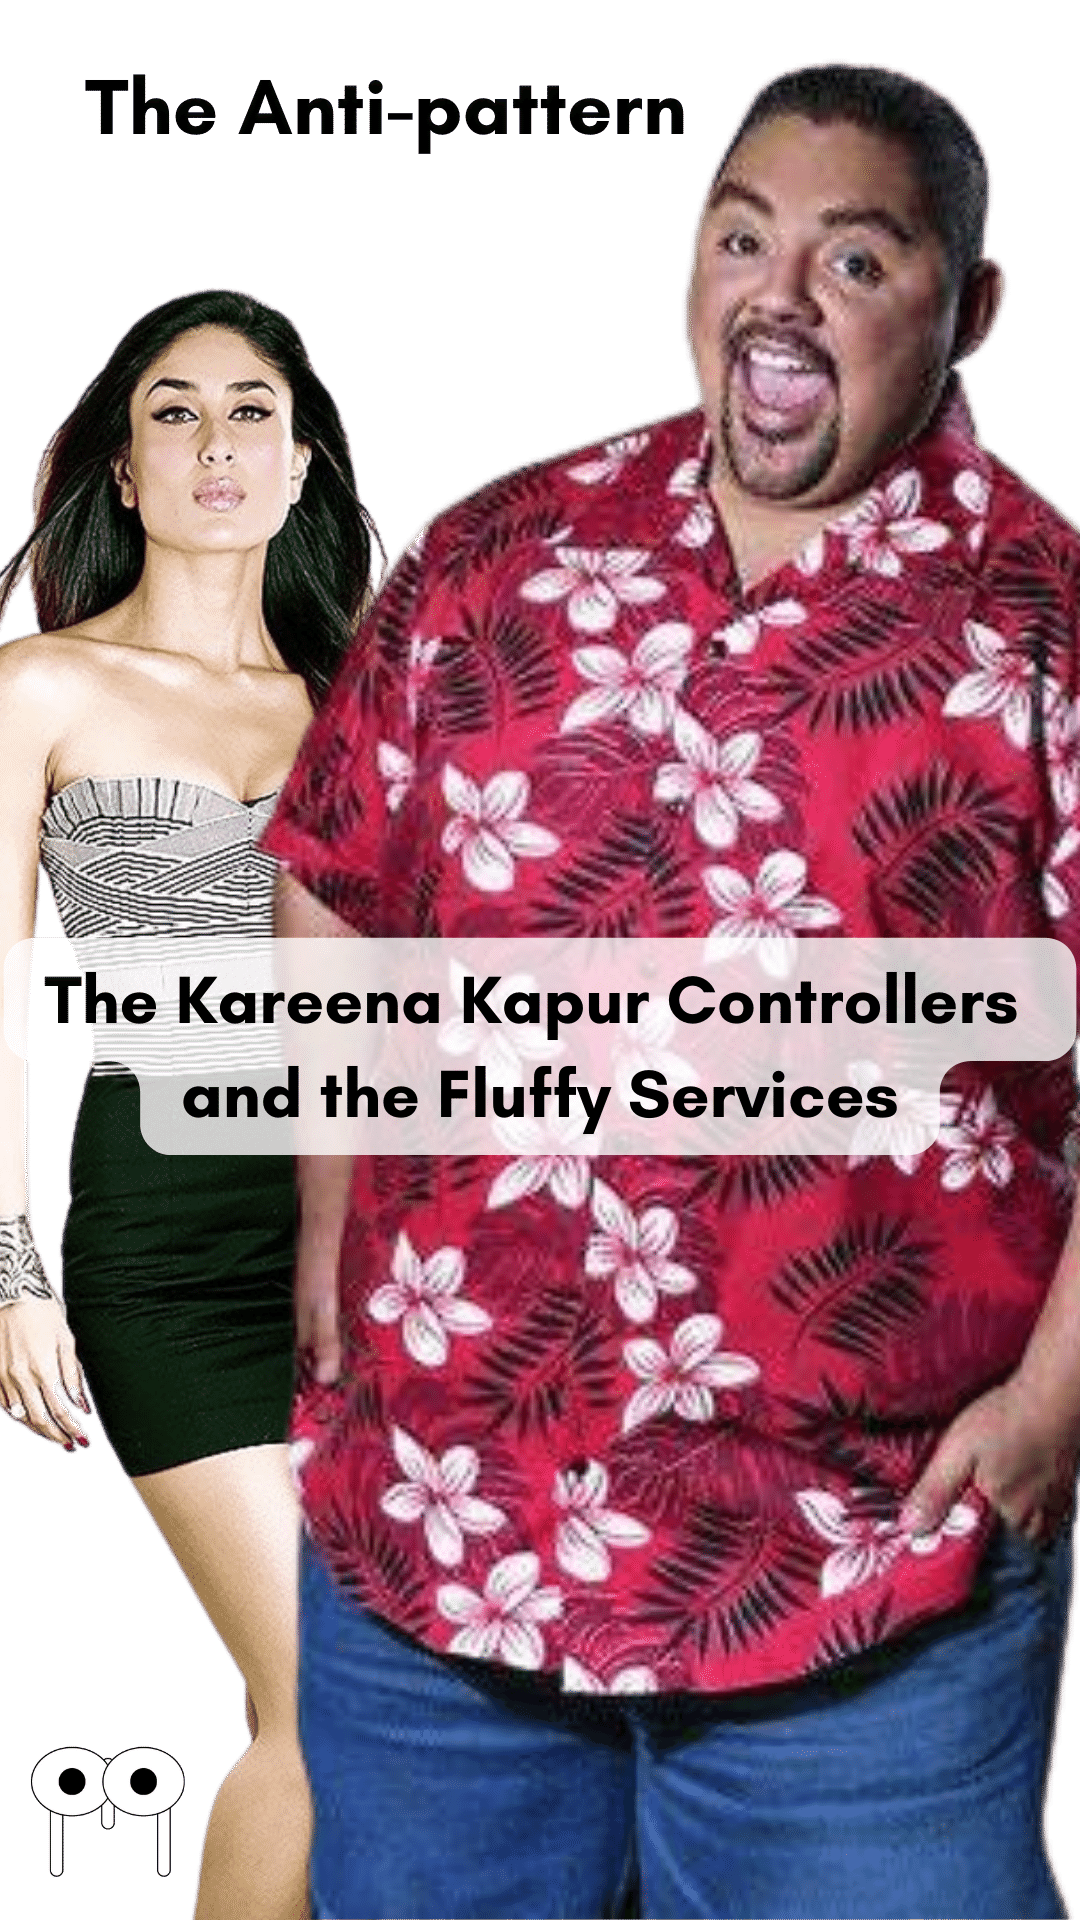 The Anti-pattern
The Kareena Kapur Controllers
and the Fluffy Services